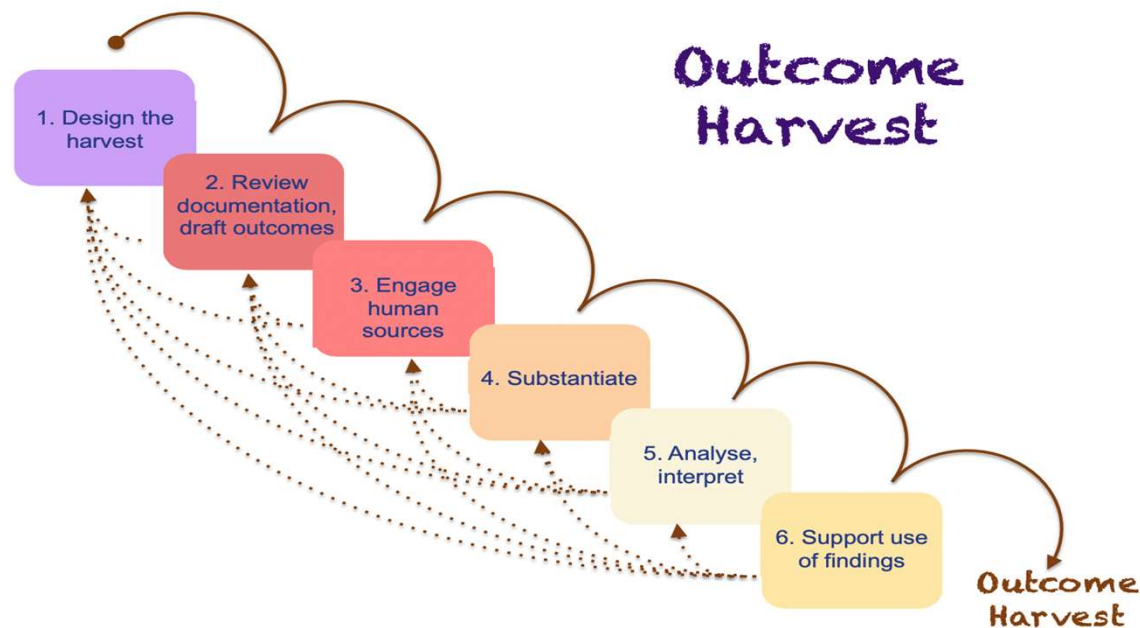 Outcome
Harvest
1. Design the
harvest
2. Review
documentation,
draft outcomes
3. Engage
human
sources
4. Substantiate
5. Analyse,
interpret
6. Support use
of findings
Outcome
Harvest